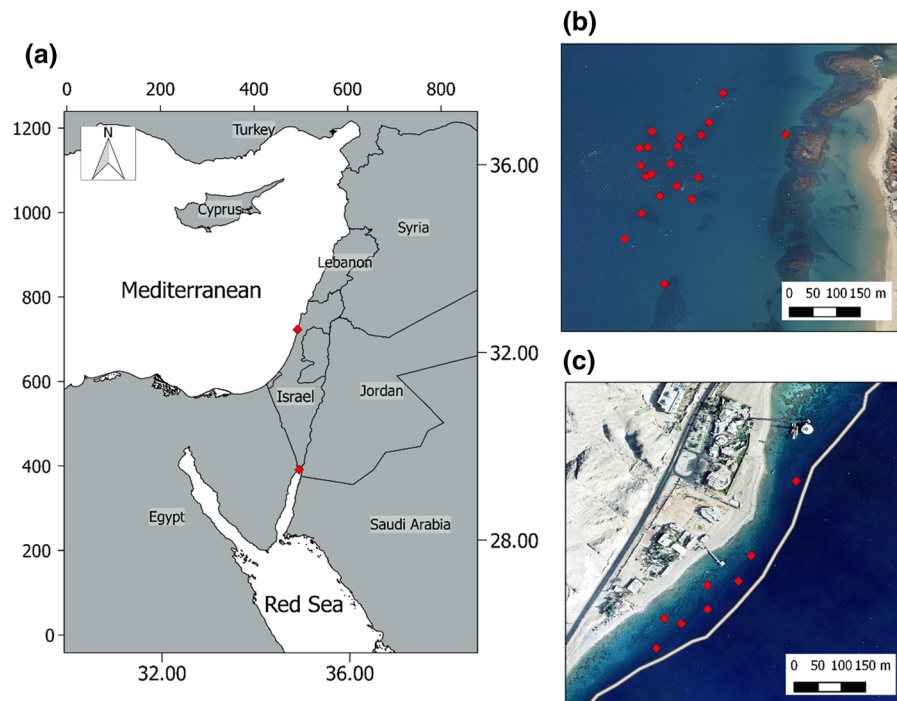 (a)
0 200 400 600 800
1200
1000
800
600
400
200
0
36.00
32.00
28.00
32.00 36.00
N
Turkey
Cyprus
Syria
Lebanon
Mediterranean
Israel
Jordan
Egypt
Saudi Arabia
Red Sea
(b)
0 50 100 150 m
(c)
0 50 100 150 m